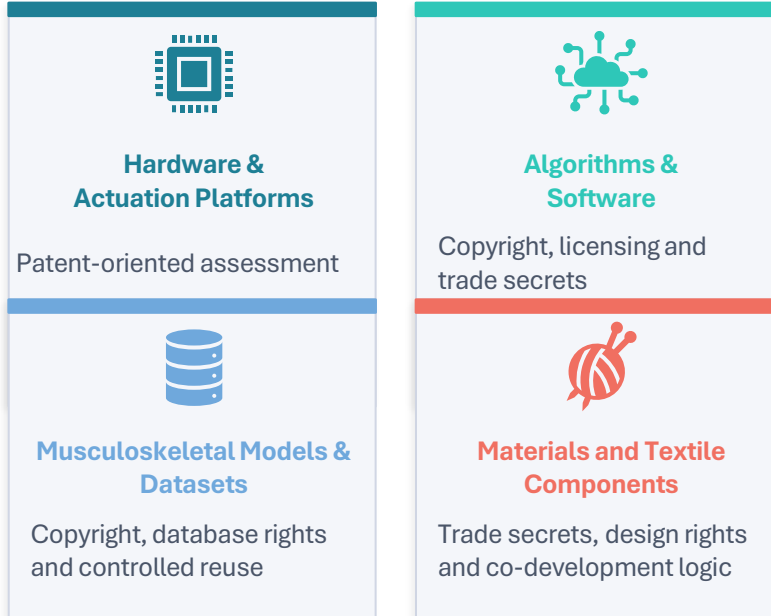 Hardware &
Actuation Platforms
Patent-oriented assessment
Algorithms &
Software
Copyright, licensing and
trade secrets
Musculoskeletal Models &
Datasets
Copyright, database rights
and controlled reuse
Materials and Textile
Components
Trade secrets, design rights
and co-development logic